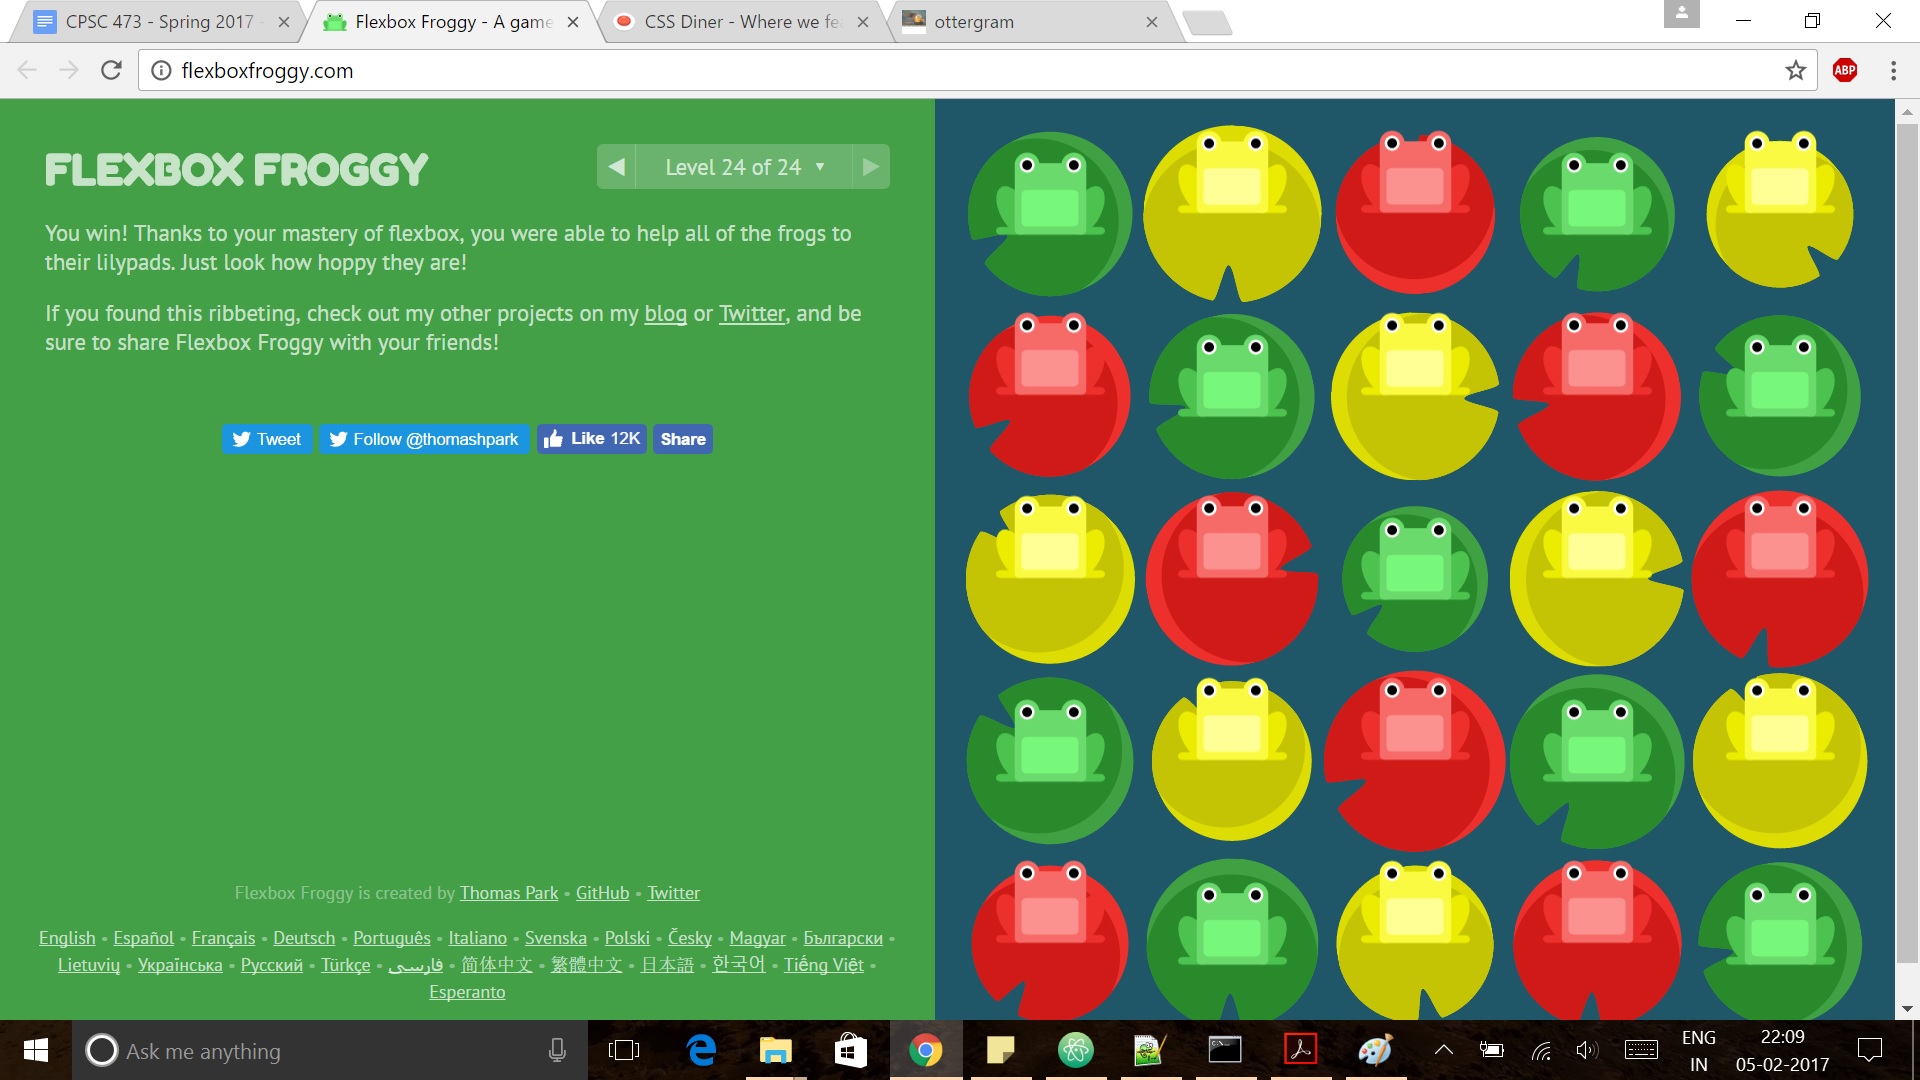 CPSC 473 - Spring 2017
Flexbox Froggy - A game
CSS Diner - Where we fe
ottergram
flexboxfroggy.com
ABP
FLEXBOX FROGGY
Level 24 of 24
You win! Thanks to your mastery of flexbox, you were able to help all of the frogs to
their lilypads. Just look how hoppy they are!
If you found this ribbeting, check out my other projects on my blog or Twitter, and be
sure to share Flexbox Froggy with your friends!
Tweet
Follow @thomashpark
Like 12K
Share
Flexbox Froggy is created by Thomas Park • GitHub • Twitter
English • Español • Français • Deutsch • Português • Italiano • Svenska • Polski • Česky • Magyar • Български •
Lietuvių • Українська • Русский • Türkçe • فارسی • 简体中文 • 繁體中文 • 日本語 • 한국어 • Tiếng Việt •
Esperanto
Ask me anything
ENG
IN
22:09
05-02-2017